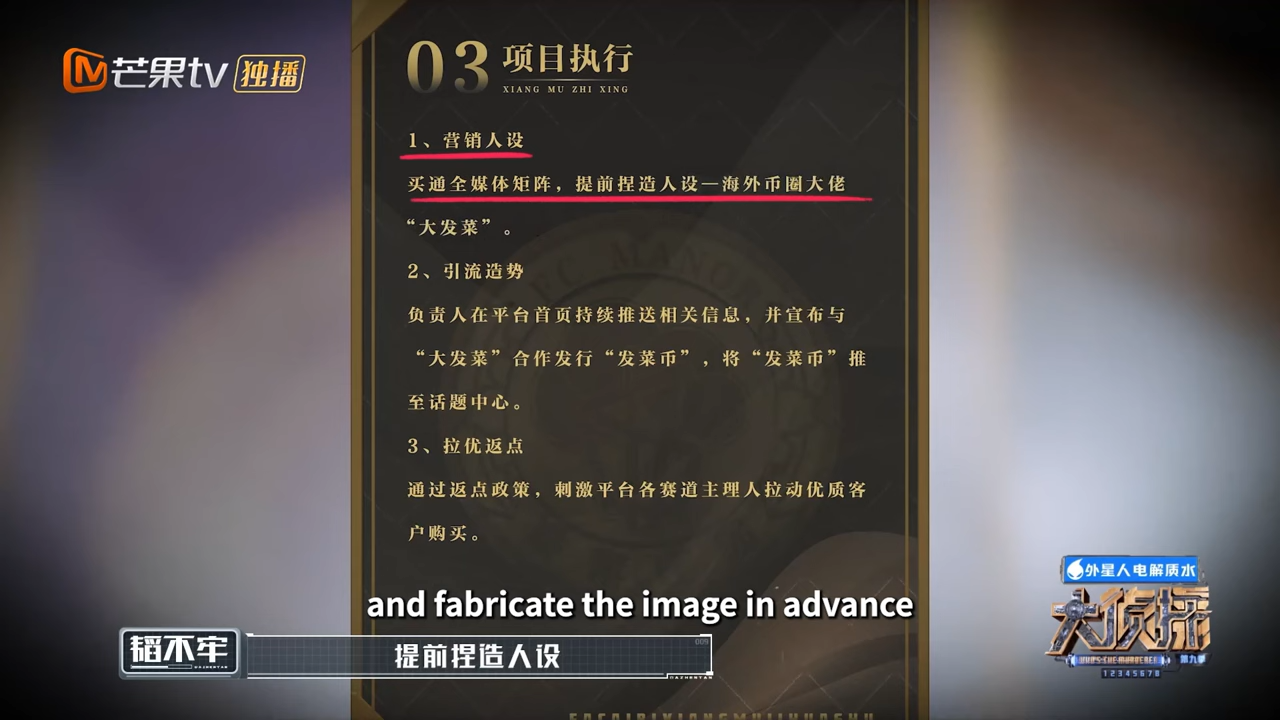 芒果tv 独播
03 项目执行
XIANG MU ZHI XING
1、营销人设
买通全媒体矩阵，提前捏造人设—海外币圈大佬
“大发菜”。
2、引流造势
负责人在平台首页持续推送相关信息，并宣布与
“大发菜”合作发行“发菜币”，将“发菜币”推
至话题中心。
3、拉优返点
通过返点政策，刺激平台各赛道主理人拉动优质客
户购买。
and fabricate the image in advance
韬不牢
提前捏造人设
外星人电解质水
大侦探
第九季
12345678